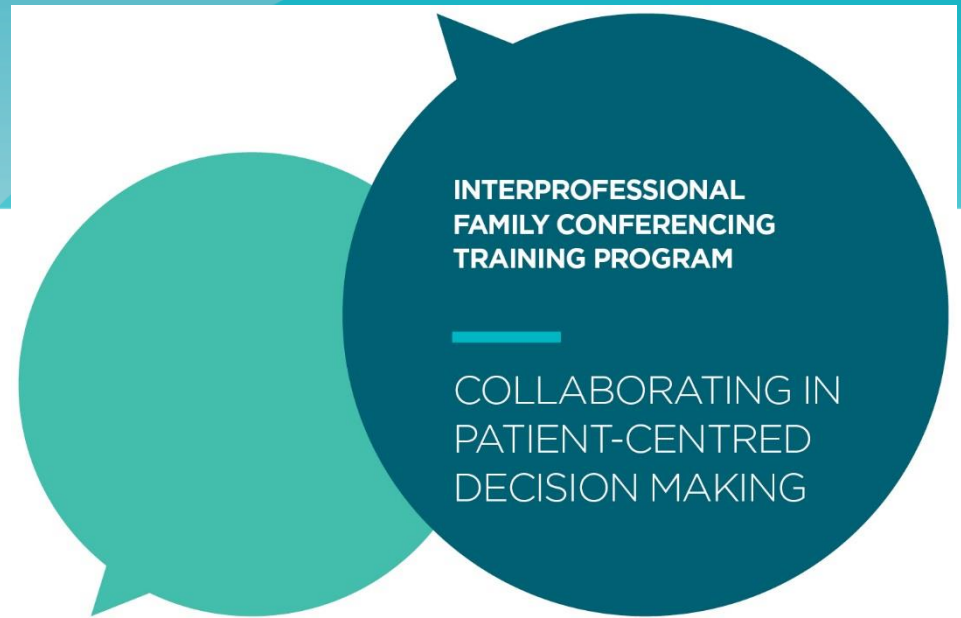 INTERPROFESSIONAL
FAMILY CONFERENCING
TRAINING PROGRAM
COLLABORATING IN
PATIENT-CENTRED
DECISION MAKING